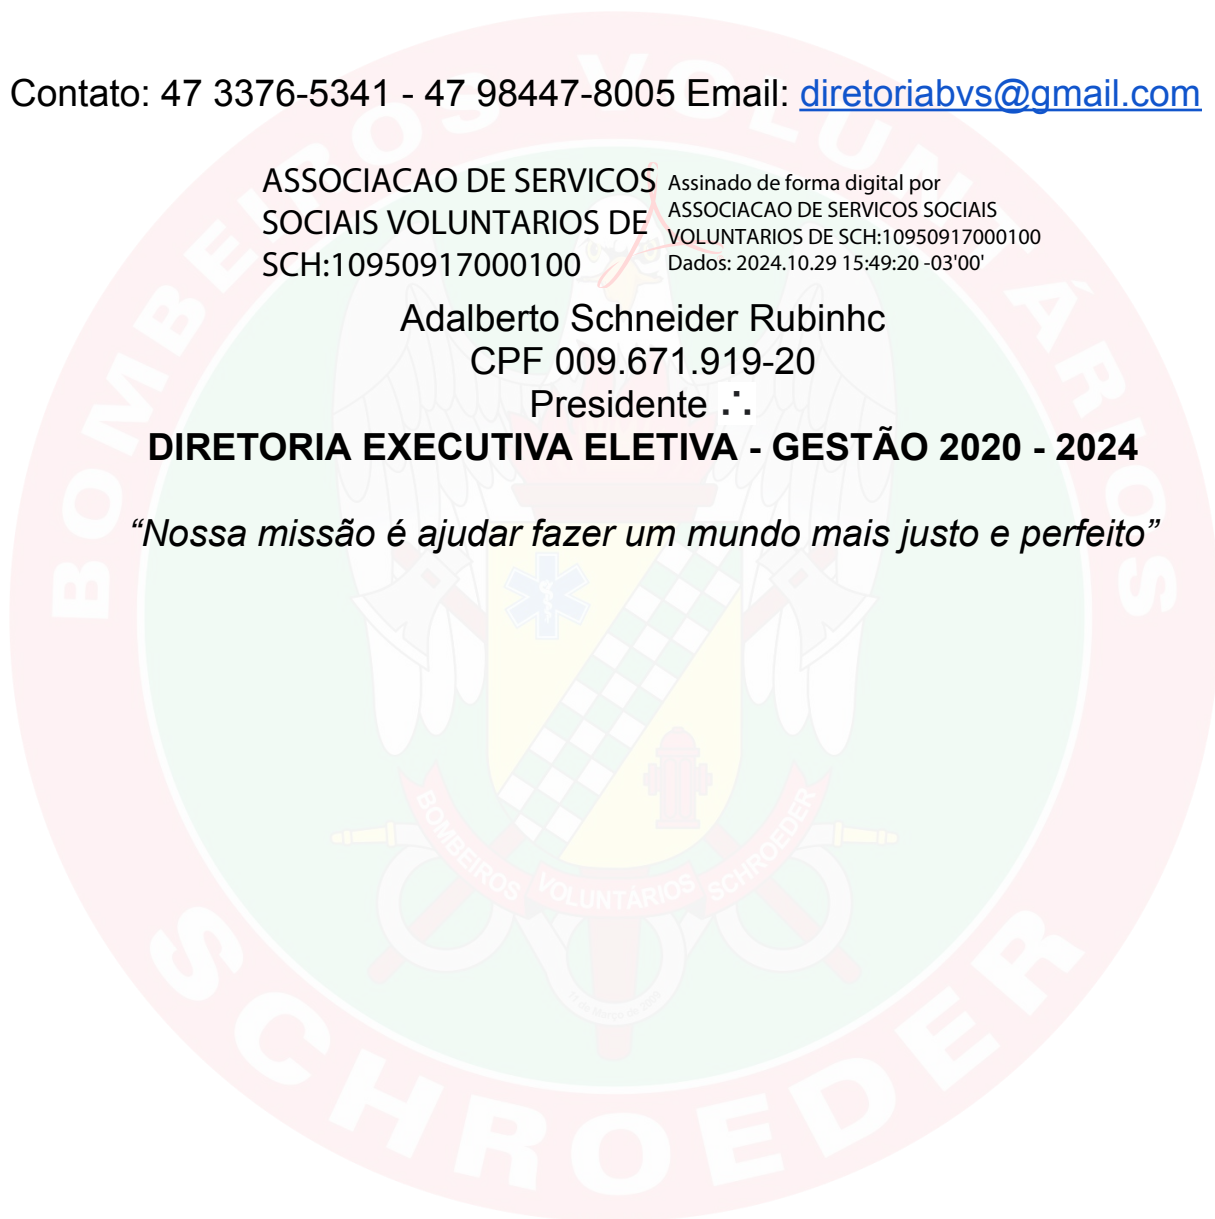 Contato: 47 3376-5341 - 47 98447-8005 Email: diretoriabvs@gmail.com
ASSOCIACAO DE SERVICOS
SOCIAIS VOLUNTARIOS DE
SCH:10950917000100
Assinado de forma digital por
ASSOCIACAO DE SERVICOS SOCIAIS
VOLUNTARIOS DE SCH:10950917000100
Dados: 2024.10.29 15:49:20 -03'00'
Adalberto Schneider Rubinhc
CPF 009.671.919-20
Presidente ∴
DIRETORIA EXECUTIVA ELETIVA - GESTÃO 2020 - 2024
“Nossa missão é ajudar fazer um mundo mais justo e perfeito”
BOMBEIROS VOLUNTÁRIOS
BOMBEIROS VOLUNTÁRIOS SCHROEDER
SCHROEDER